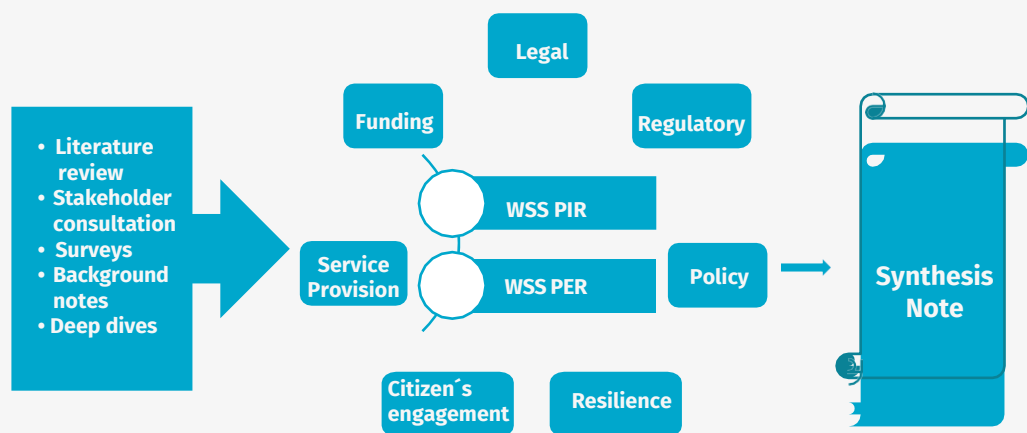 • Literature
review
• Stakeholder
consultation
• Surveys
• Background
notes
• Deep dives
Legal
Funding
Regulatory
WSS PIR
Service
Provision
WSS PER
Policy
Citizen´s
engagement
Resilience
Synthesis
Note